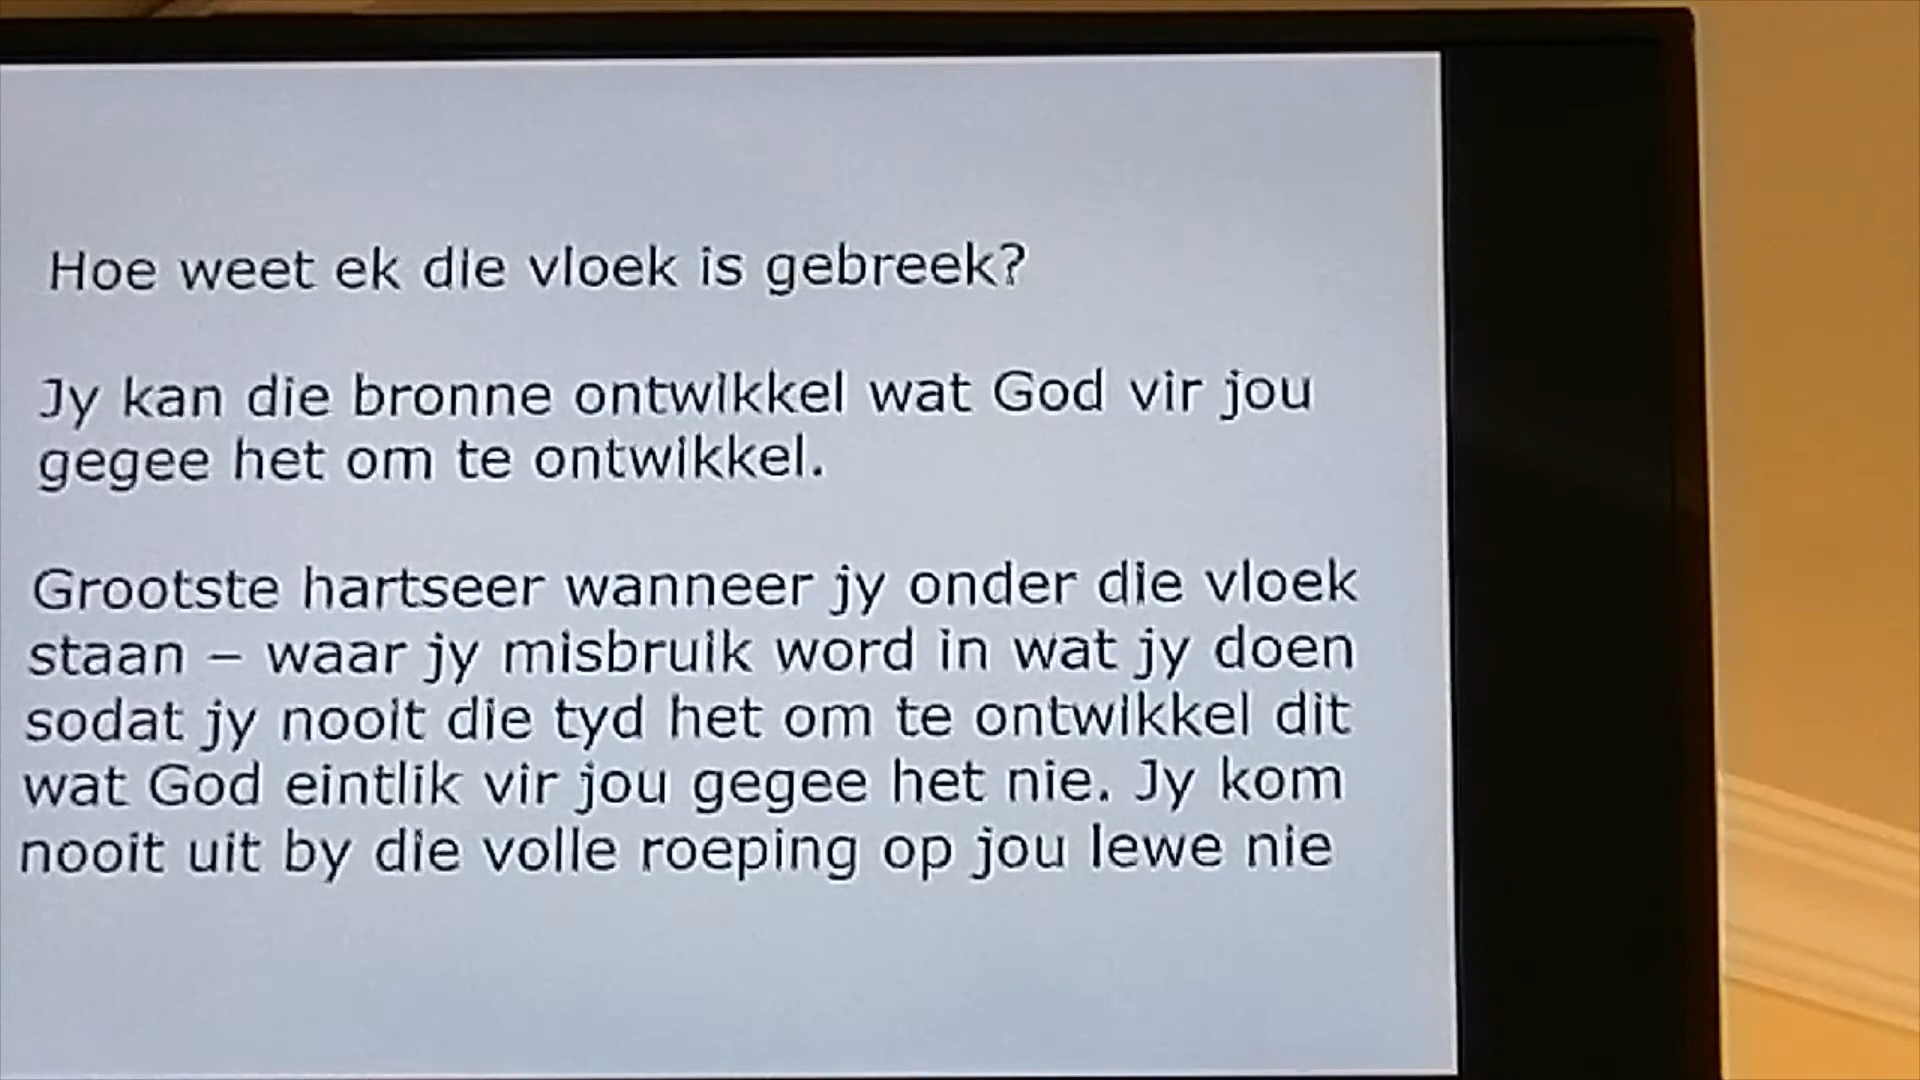 Hoe weet ek die vloek is gebreek?
Jy kan die bronne ontwikkel wat God vir jou
gegee het om te ontwikkel.
Grootste hartseer wanneer jy onder die vloek
staan – waar jy misbruik word in wat jy doen
sodat jy nooit die tyd het om te ontwikkel dit
wat God eintlik vir jou gegee het nie. Jy kom
nooit uit by die volle roeping op jou lewe nie